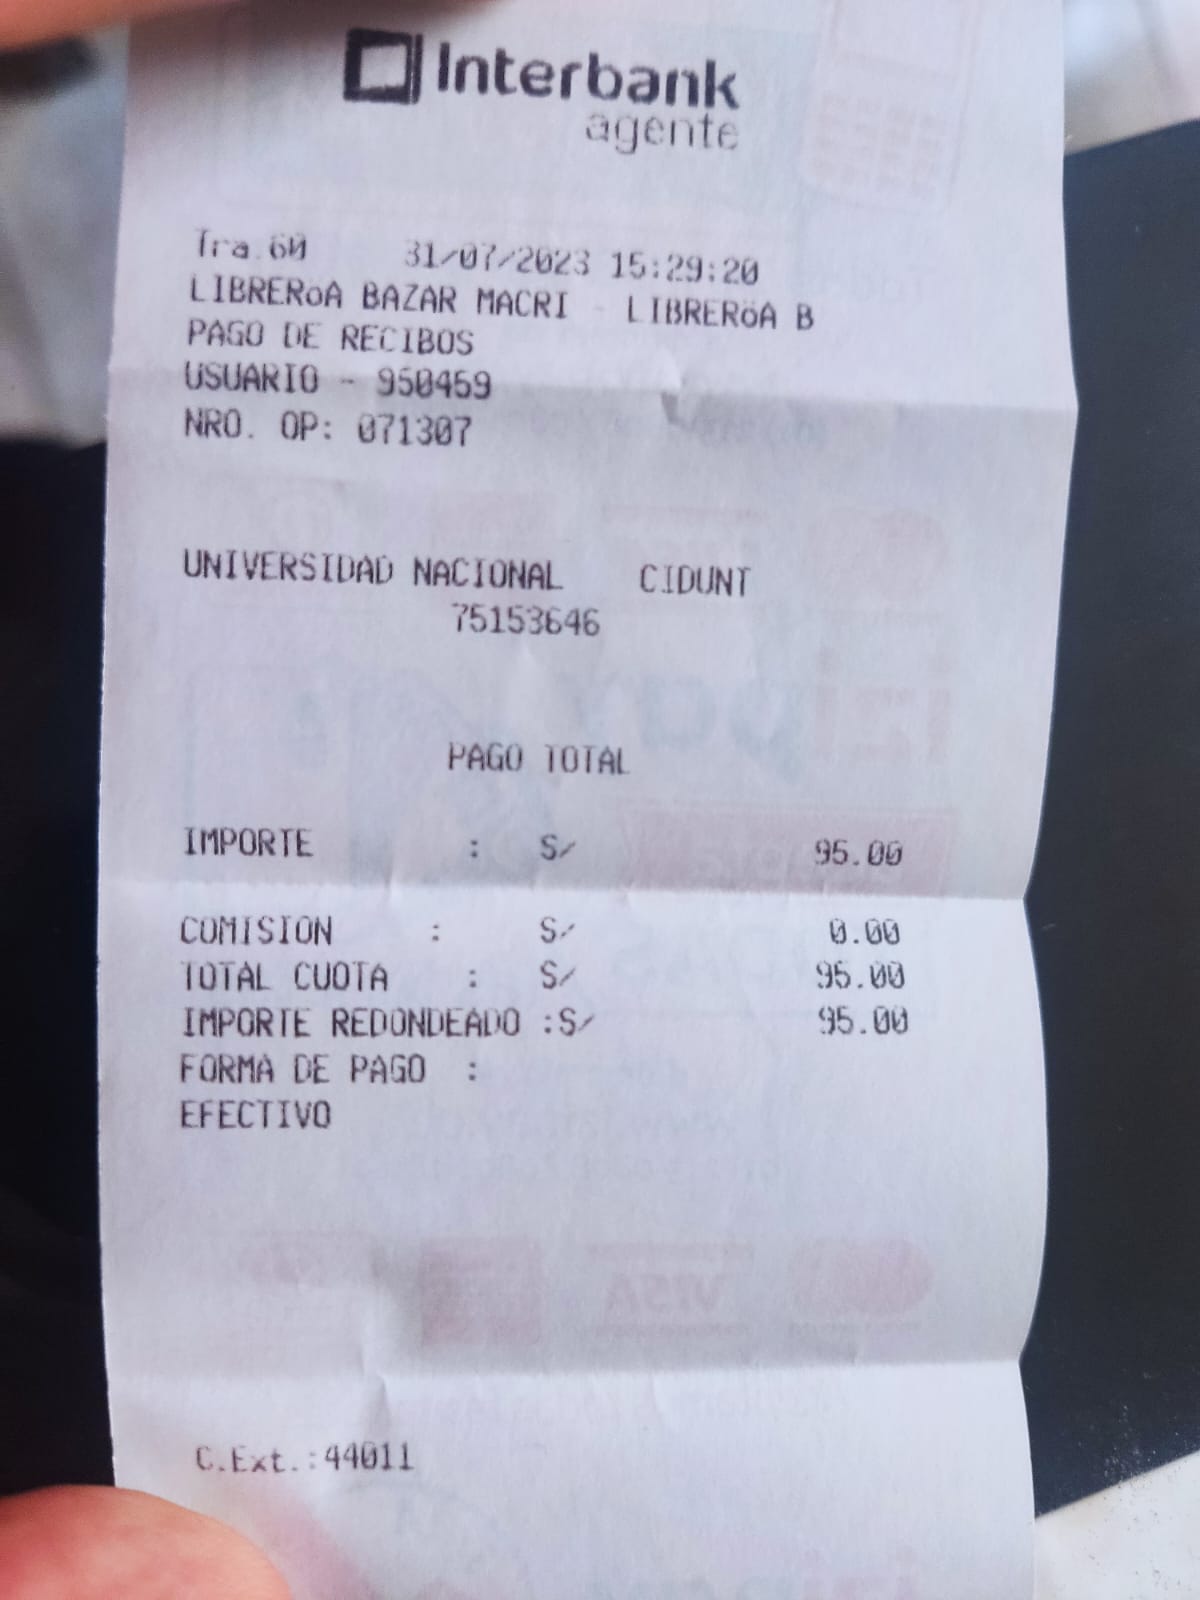 Interbank
agente
Tra.60 31/07/2023 15:29:20
LIBRERöA BAZAR MACRI - LIBRERöA B
PAGO DE RECIBOS
USUARIO - 950459
NRO. OP: 071307
UNIVERSIDAD NACIONAL CIDUNT
75153646
PAGO TOTAL
IMPORTE : S/ 95.00
COMISION : S/ 0.00
TOTAL CUOTA : S/ 95.00
IMPORTE REDONDEADO :S/ 95.00
FORMA DE PAGO :
EFECTIVO
C.Ext.:44011